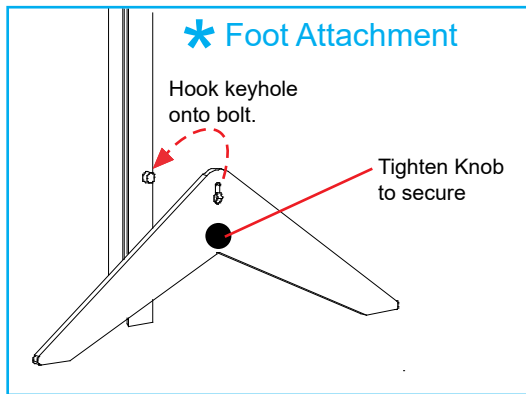 * Foot Attachment
Hook keyhole
onto bolt.
Tighten Knob
to secure